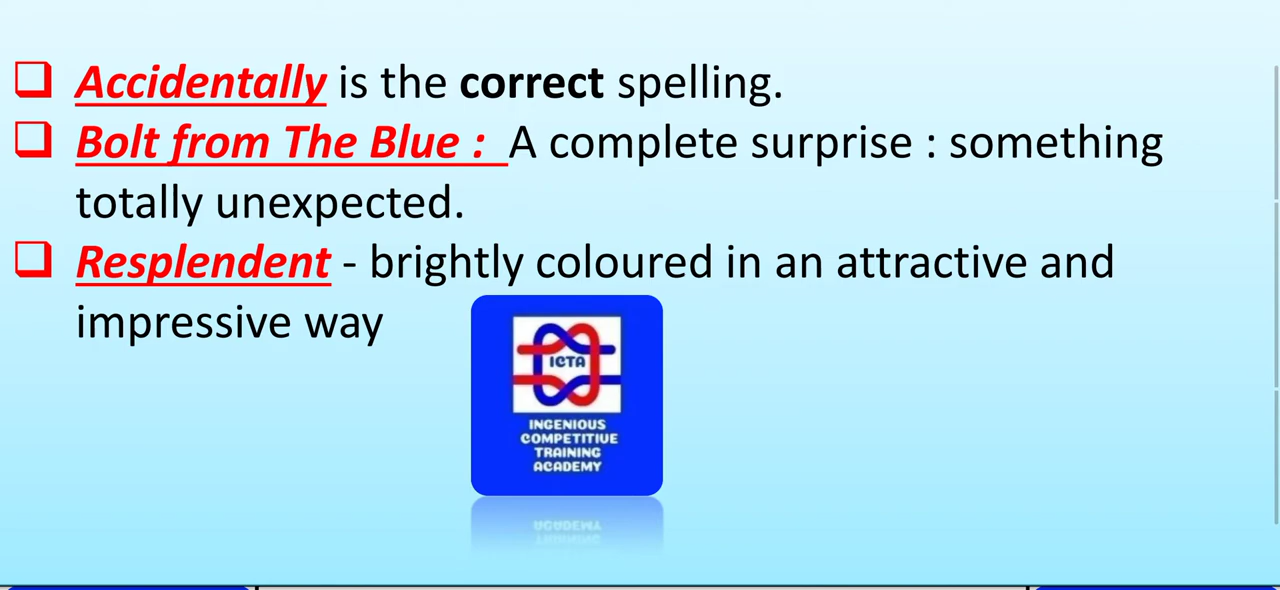 Accidentally is the correct spelling.
Bolt from The Blue : A complete surprise : something
totally unexpected.
Resplendent - brightly coloured in an attractive and
impressive way
ICTA
INGENIOUS
COMPETITIVE
TRAINING
ACADEMY